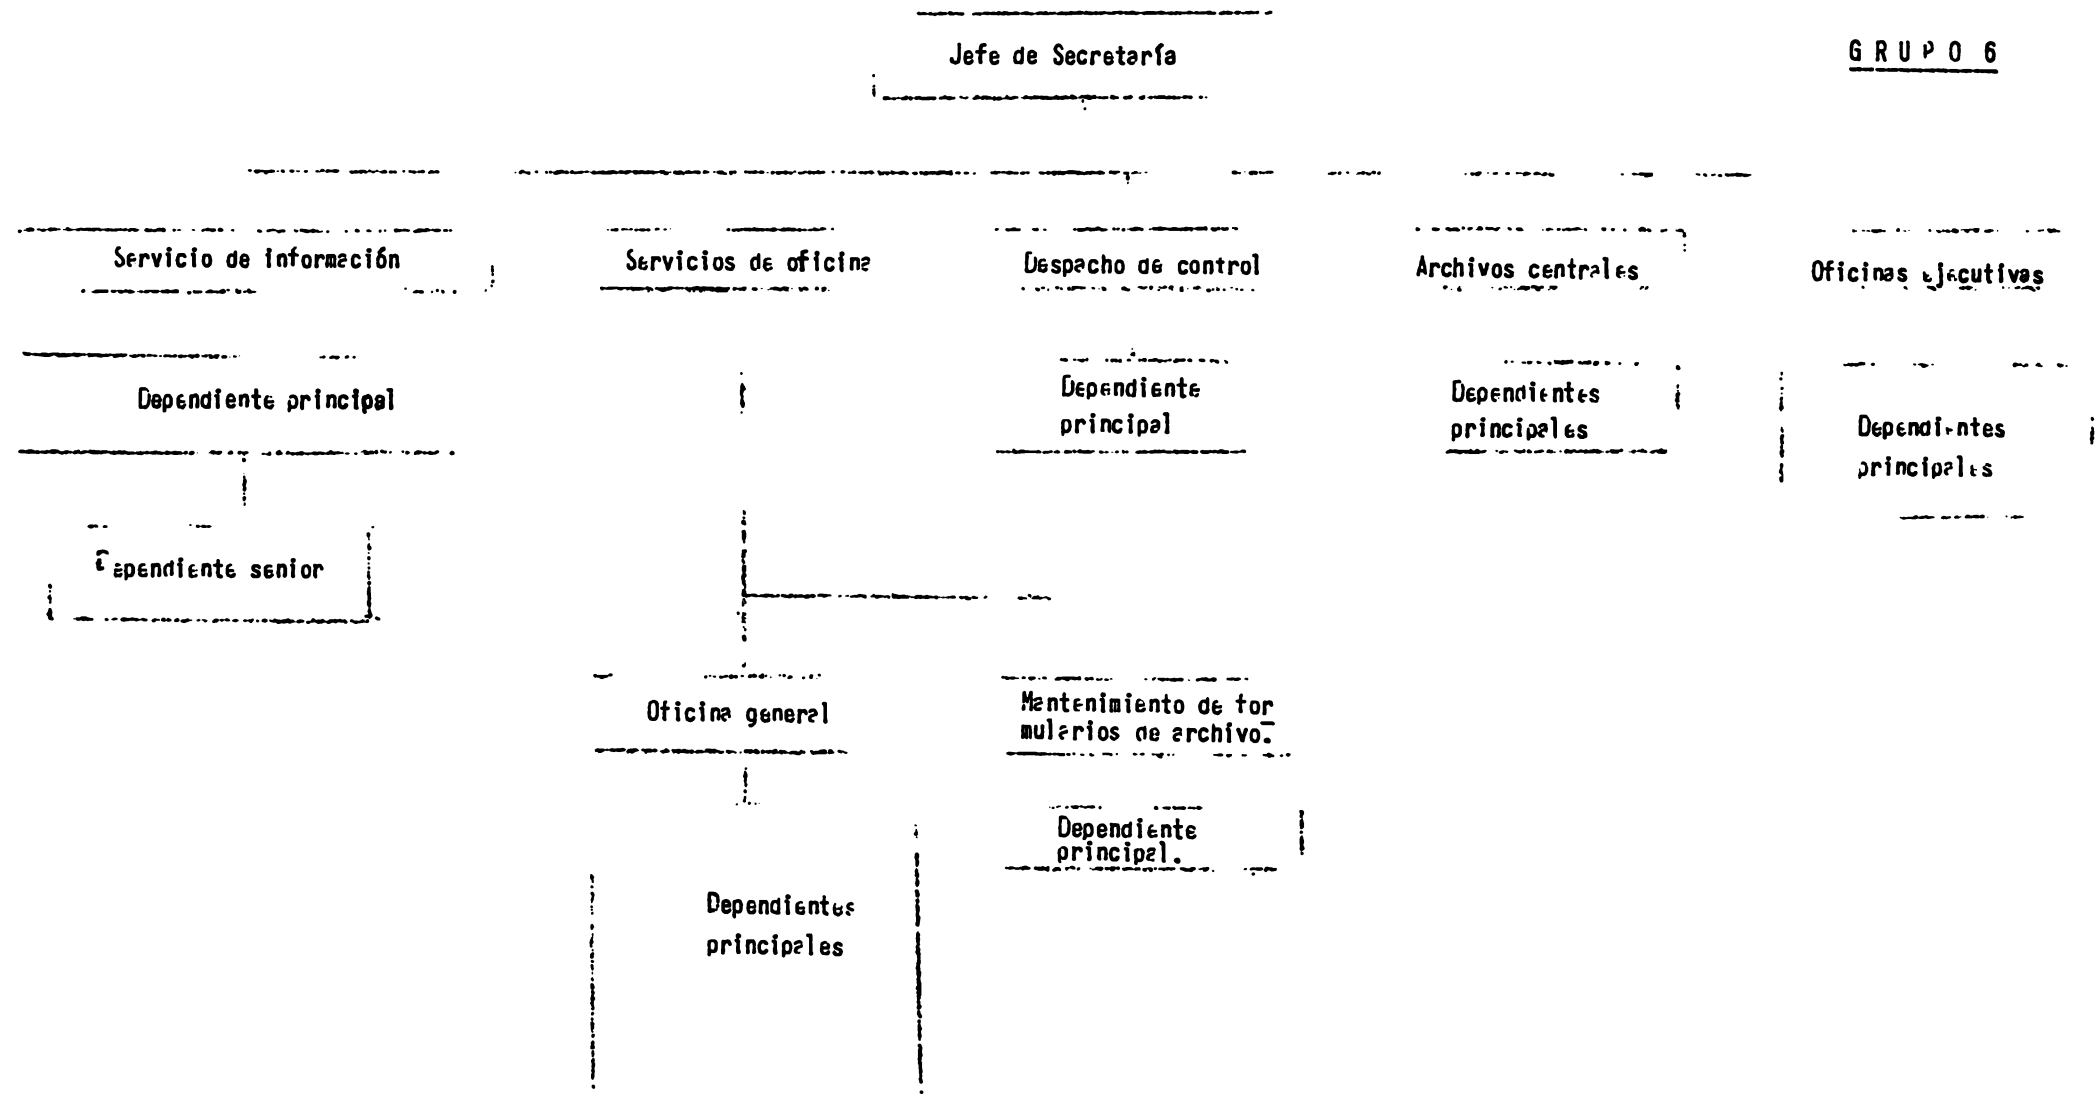 Jefe de Secretaría
GRUPO 6
Servicio de información
Servicios de oficina
Despacho de control
Archivos centrales
Oficinas ejecutivas
Dependiente principal
Dependiente
principal
Dependientes
principales
Dependientes
principales
Dependiente senior
Oficina general
Mantenimiento de for
mularios de archivo.
Dependiente
principal.
Dependientes
principales